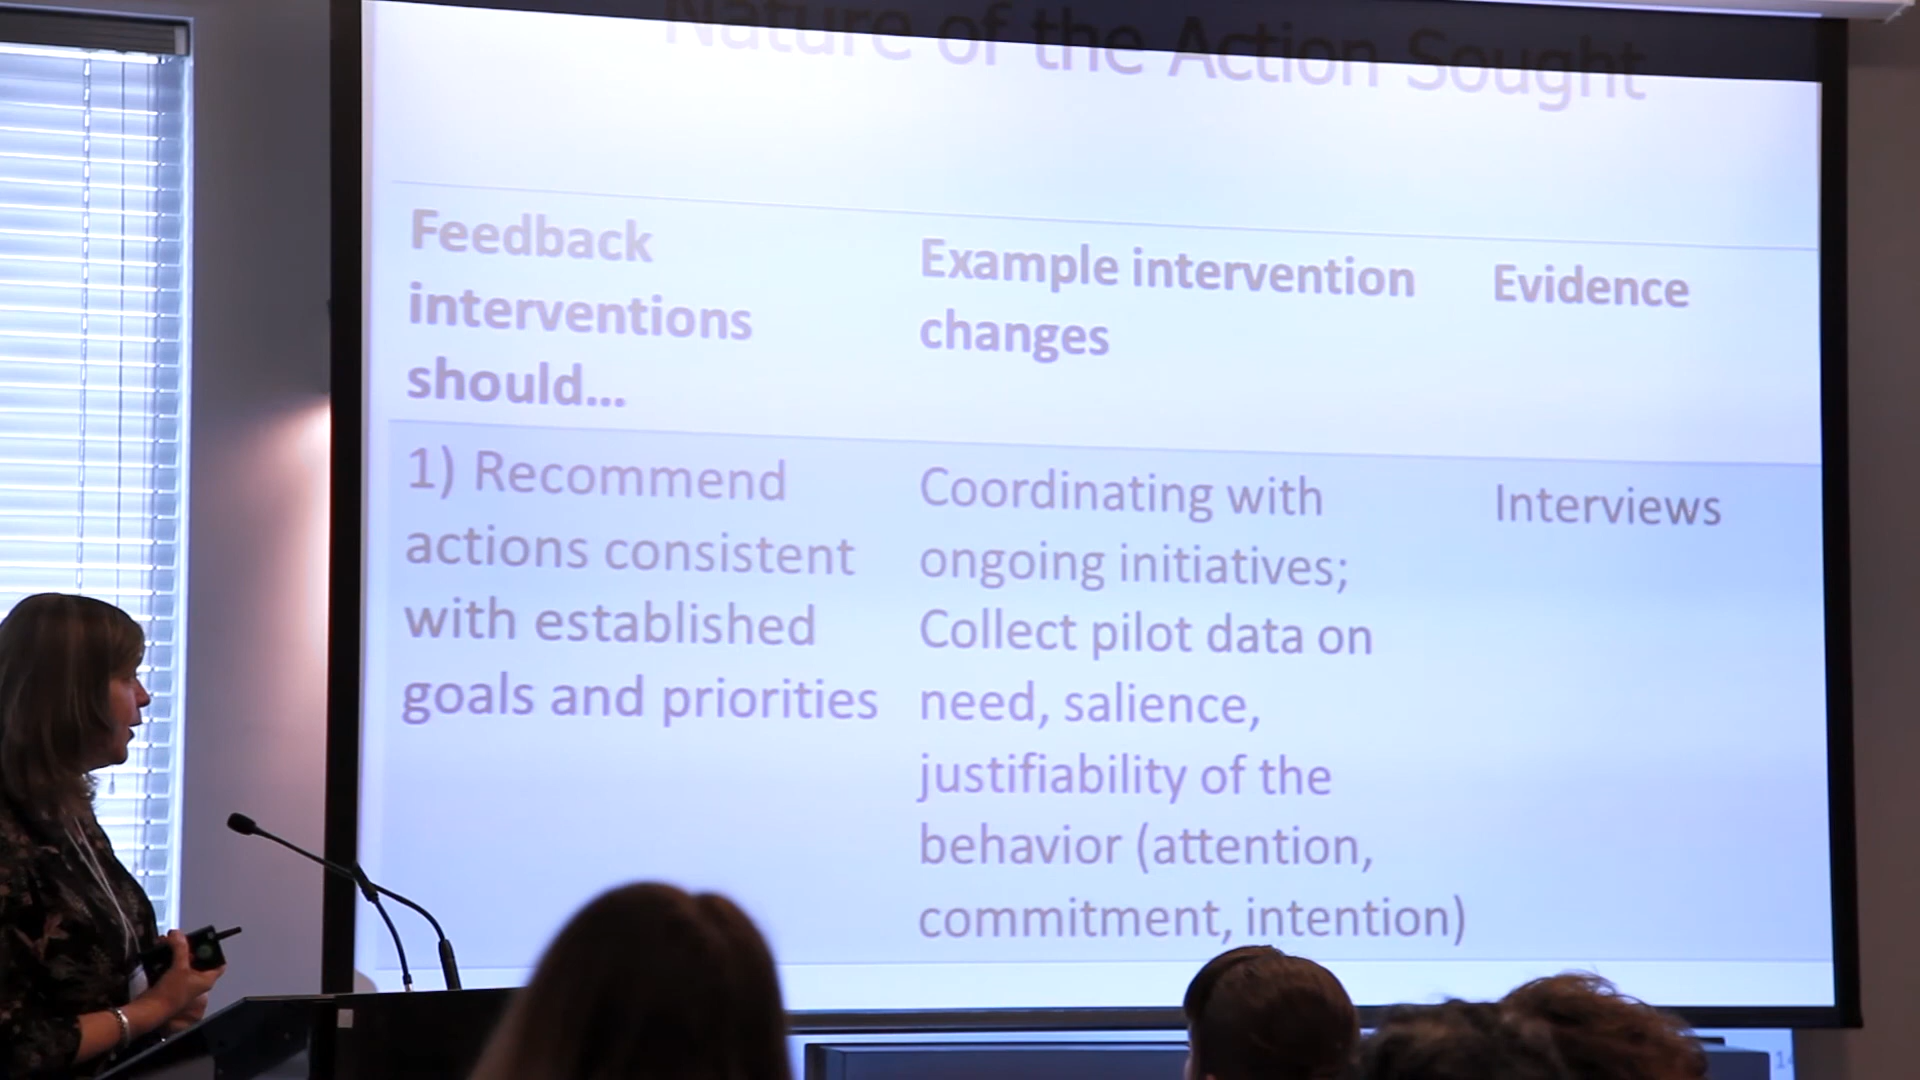 Nature of the Action Sought
Feedback
interventions
should...
Example intervention
changes
Evidence
1) Recommend
actions consistent
with established
goals and priorities
Coordinating with
ongoing initiatives;
Collect pilot data on
need, salience,
justifiability of the
behavior (attention,
commitment, intention)
Interviews